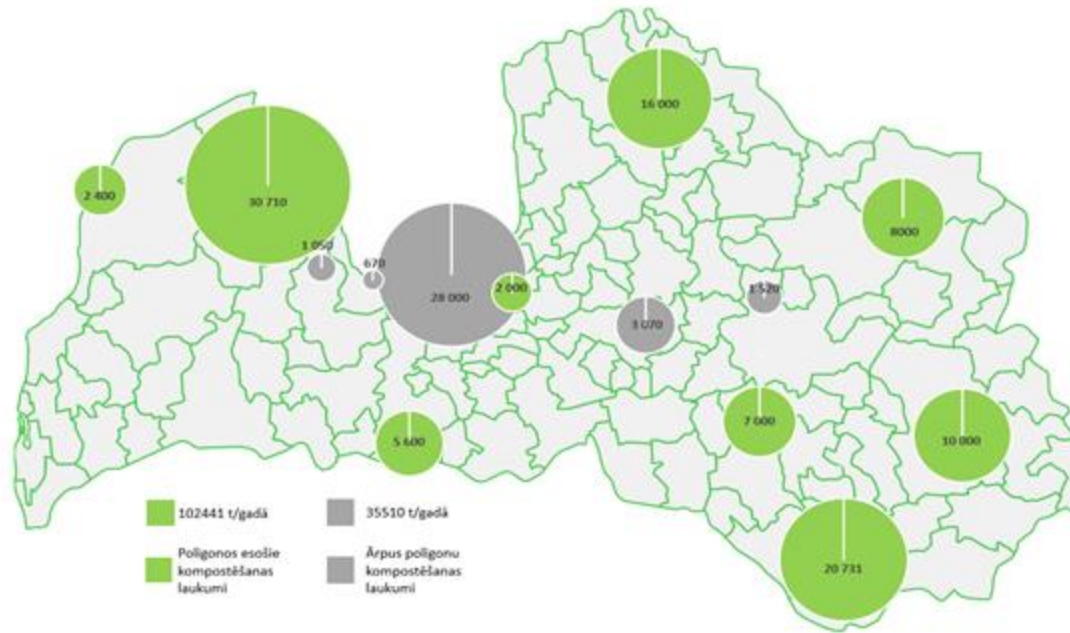 16 000
2 400
30 710
8000
1 050
670
28 000
2 000
1 520
3 070
7 000
5 600
10 000
20 731
102441 t/gadā
35510 t/gadā
Poligonos esošie
kompostēšanas
laukumi
Ārpus poligonu
kompostēšanas
laukumi